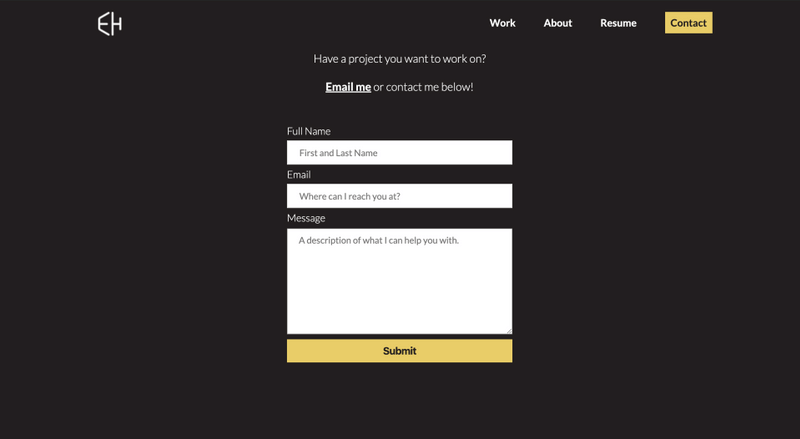 EH
Work
About
Resume
Contact
Have a project you want to work on?
Email me or contact me below!
Full Name
First and Last Name
Email
Where can I reach you at?
Message
A description of what I can help you with.
Submit